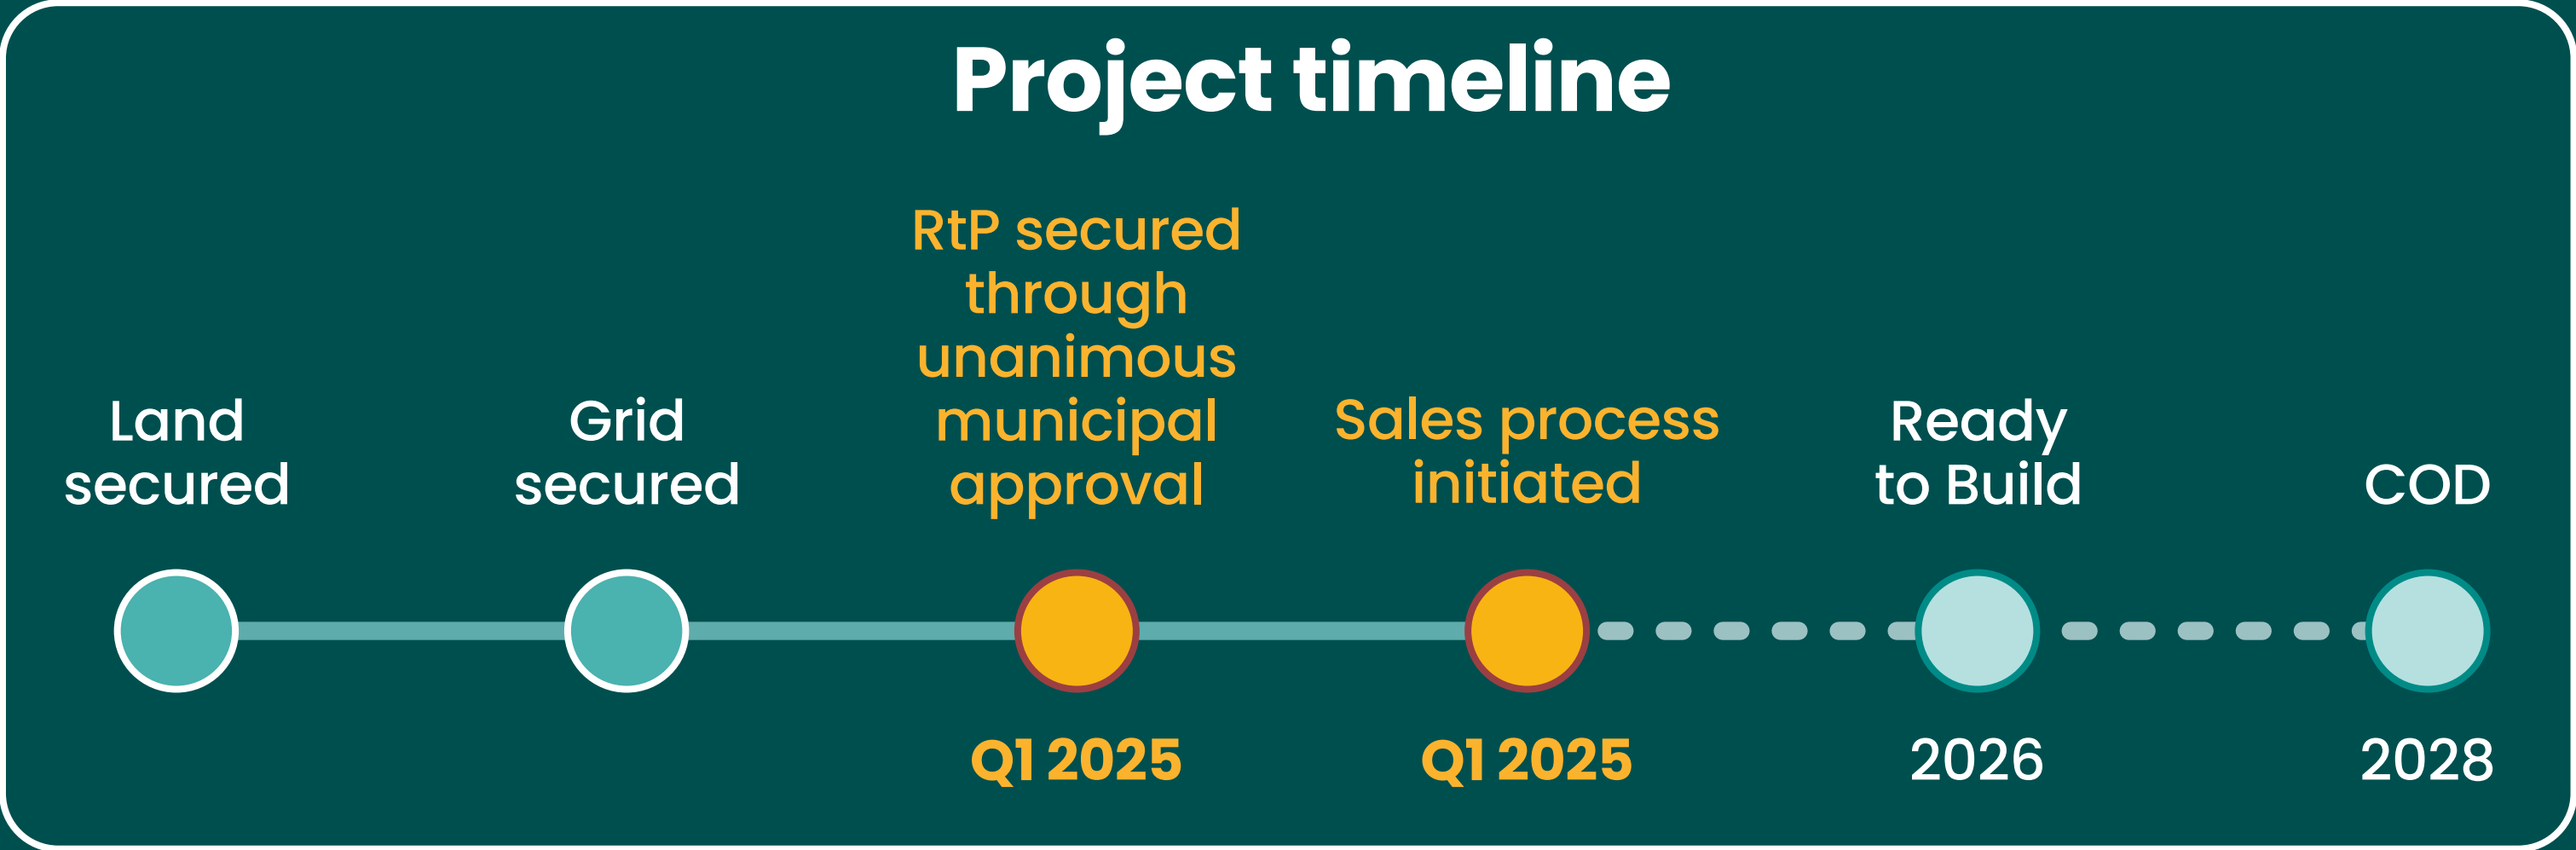 Project timeline
Land
secured
Grid
secured
RtP secured
through
unanimous
municipal
approval
Q1 2025
Sales process
initiated
Q1 2025
Ready
to Build
2026
COD
2028